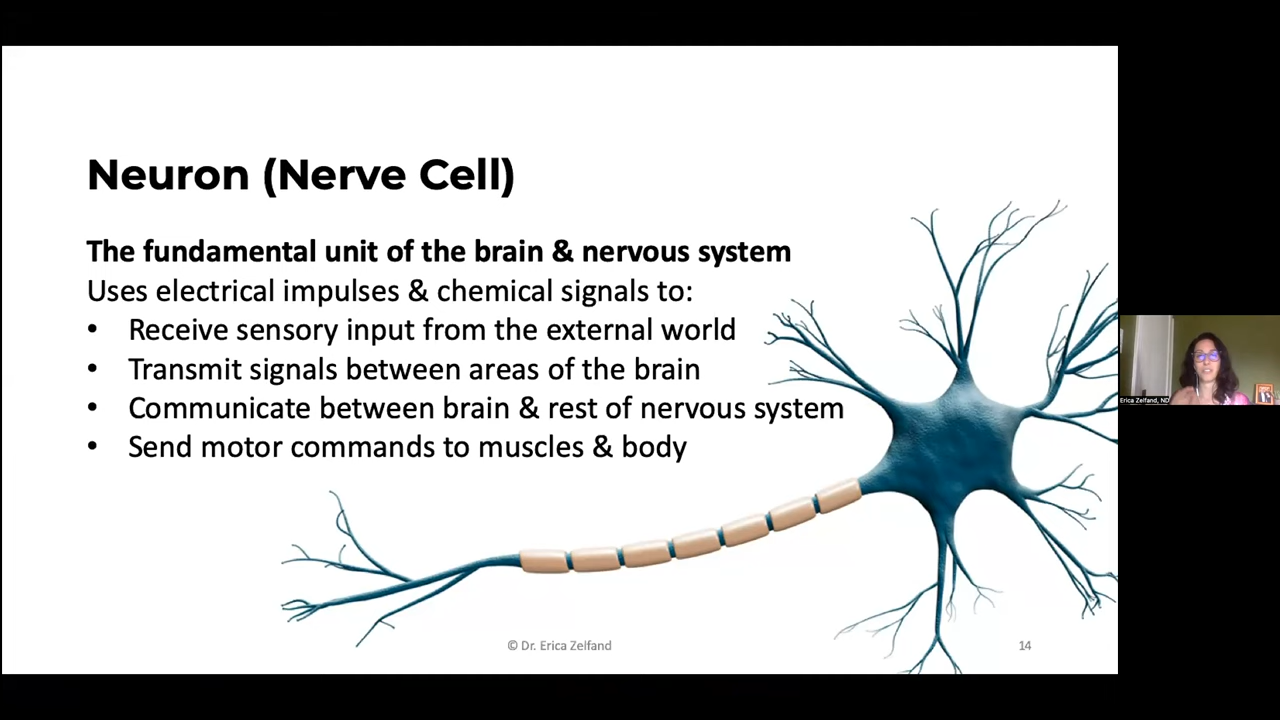 Neuron (Nerve Cell)
The fundamental unit of the brain & nervous system
Uses electrical impulses & chemical signals to:
• Receive sensory input from the external world
• Transmit signals between areas of the brain
• Communicate between brain & rest of nervous system
• Send motor commands to muscles & body
© Dr. Erica Zelfand
14
Erica Zelfand, ND